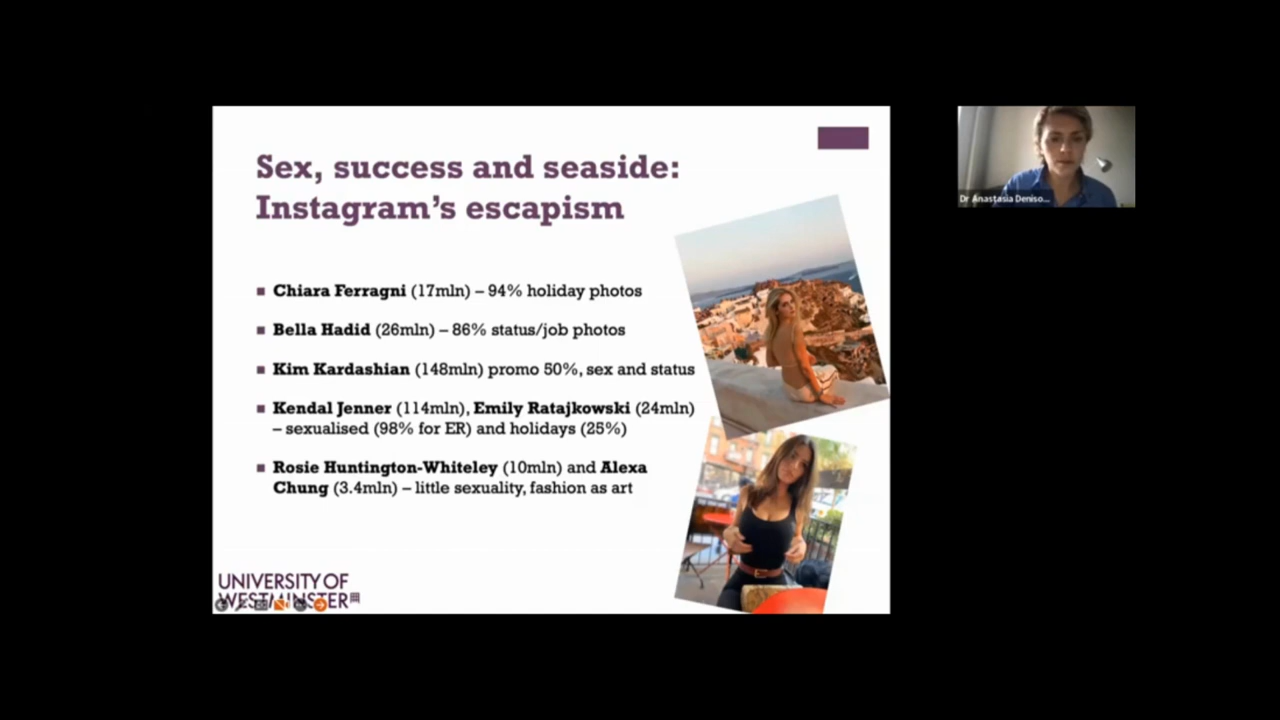 Sex, success and seaside:
Instagram's escapism
Chiara Ferragni (17mln) – 94% holiday photos
Bella Hadid (26mln) – 86% status/job photos
Kim Kardashian (148mln) promo 50%, sex and status
Kendal Jenner (114mln), Emily Ratajkowski (24mln)
– sexualised (98% for ER) and holidays (25%)
Rosie Huntington-Whiteley (10mln) and Alexa
Chung (3.4mln) – little sexuality, fashion as art
UNIVERSITY OF
WESTMINSTER
Dr Anastasia Deniso...